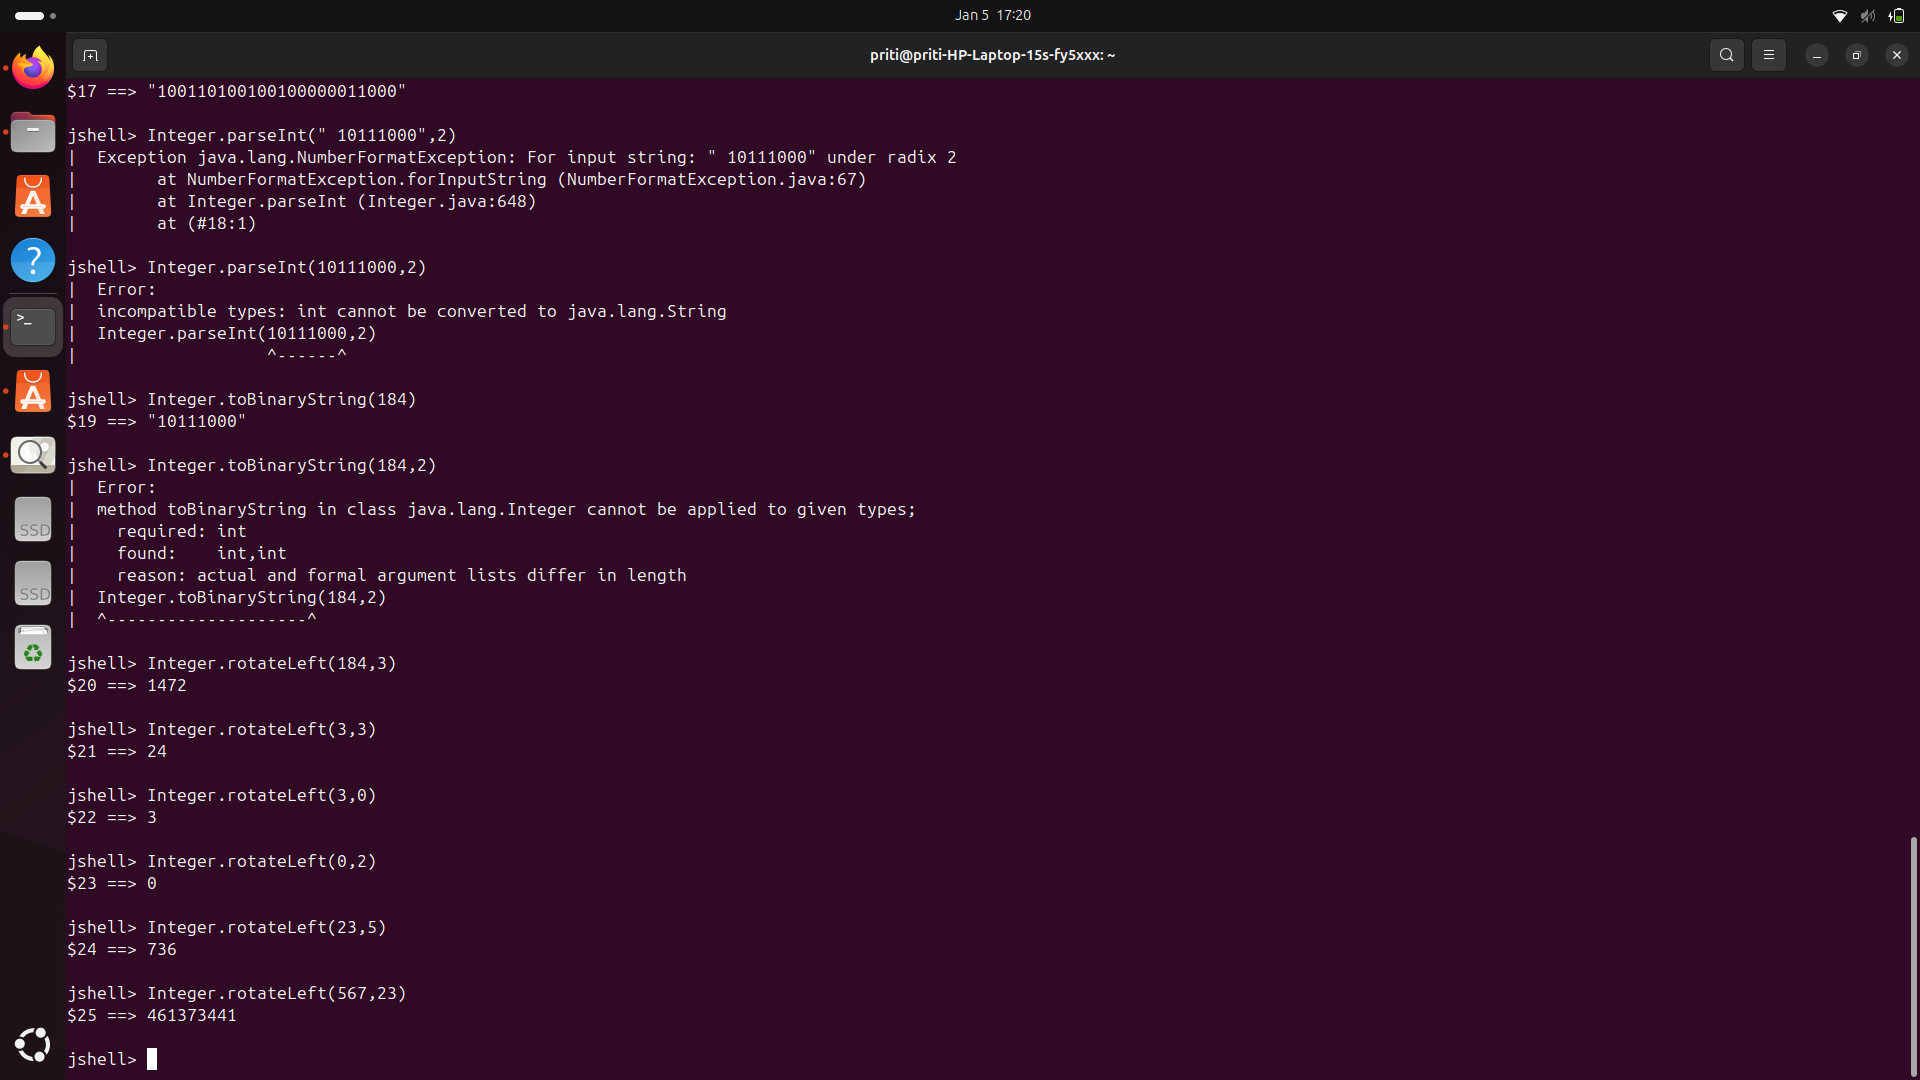 Jan 5 17:20
priti@priti-HP-Laptop-15s-fy5xxx: ~
$17 ==> "100110100100100000011000"
jshell> Integer.parseInt(" 10111000",2)
|  Exception java.lang.NumberFormatException: For input string: " 10111000" under radix 2
|        at NumberFormatException.forInputString (NumberFormatException.java:67)
|        at Integer.parseInt (Integer.java:648)
|        at (#18:1)
jshell> Integer.parseInt(10111000,2)
|  Error:
|  incompatible types: int cannot be converted to java.lang.String
|  Integer.parseInt(10111000,2)
|                   ^------^
jshell> Integer.toBinaryString(184)
$19 ==> "10111000"
jshell> Integer.toBinaryString(184,2)
|  Error:
|  method toBinaryString in class java.lang.Integer cannot be applied to given types;
|    required: int
|    found:    int,int
|    reason: actual and formal argument lists differ in length
|  Integer.toBinaryString(184,2)
|  ^--------------------^
jshell> Integer.rotateLeft(184,3)
$20 ==> 1472
jshell> Integer.rotateLeft(3,3)
$21 ==> 24
jshell> Integer.rotateLeft(3,0)
$22 ==> 3
jshell> Integer.rotateLeft(0,2)
$23 ==> 0
jshell> Integer.rotateLeft(23,5)
$24 ==> 736
jshell> Integer.rotateLeft(567,23)
$25 ==> 461373441
jshell>
SSD
SSD